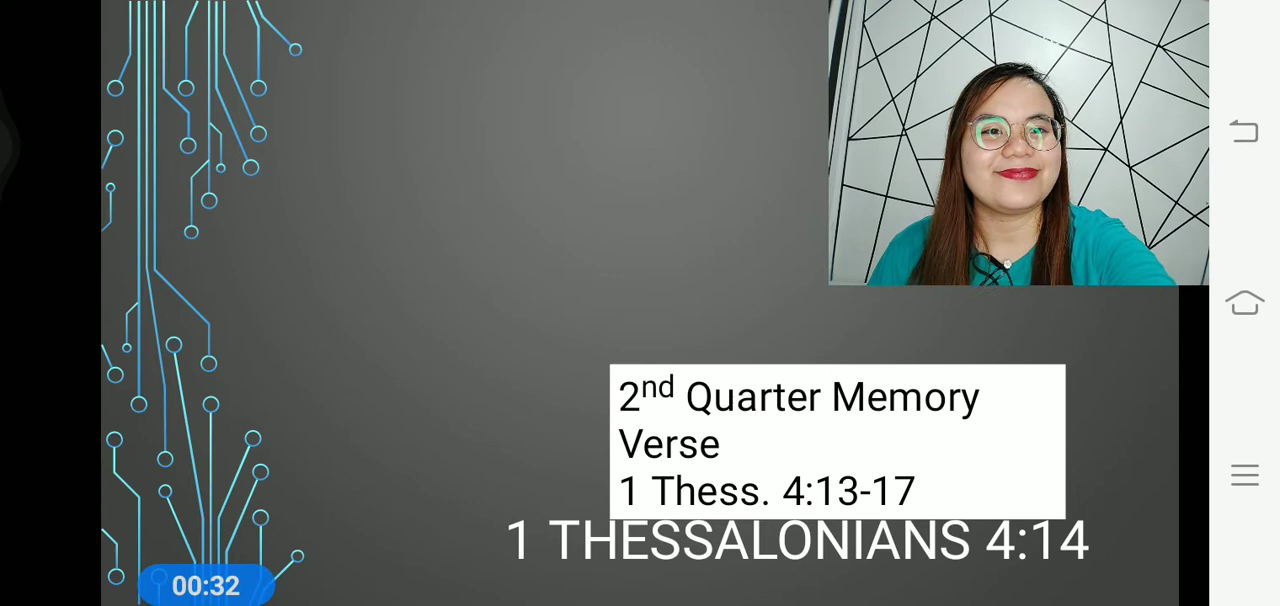 2nd Quarter Memory
Verse
1 Thess. 4:13-17
1 THESSALONIANS 4:14
00:32